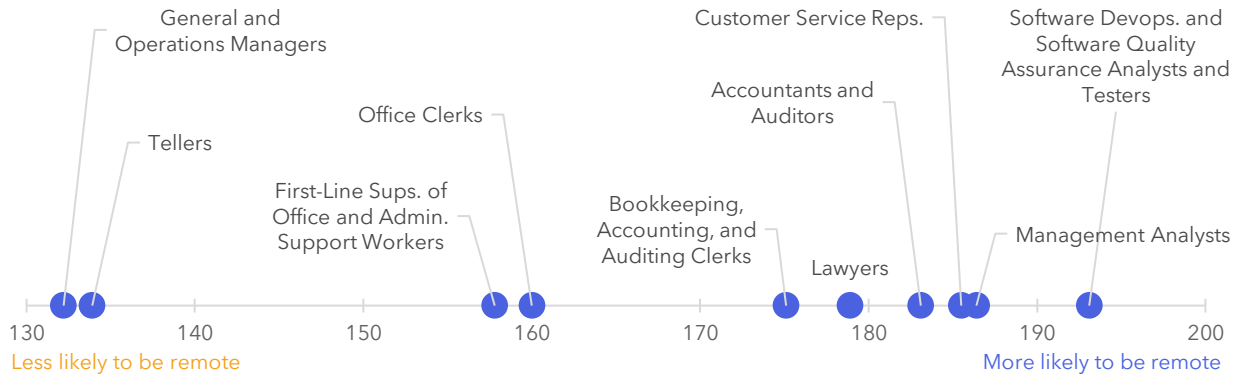 General and
Operations Managers
Tellers
Office Clerks
First-Line Sups. of
Office and Admin.
Support Workers
Bookkeeping,
Accounting, and
Auditing Clerks
Lawyers
Accountants and
Auditors
Customer Service Reps.
Management Analysts
Software Devops. and
Software Quality
Assurance Analysts and
Testers
130 140 150 160 170 180 190 200
Less likely to be remote
More likely to be remote